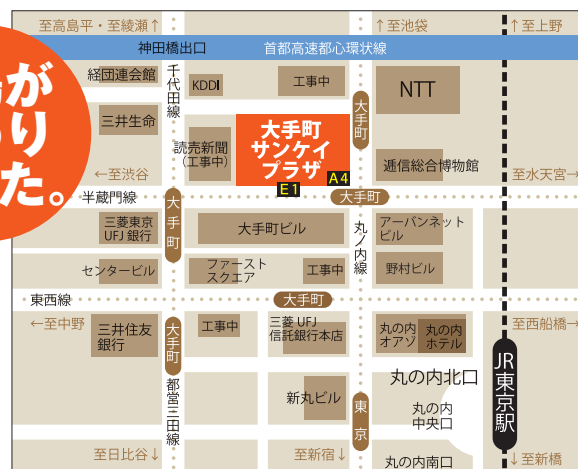 至高島平・至綾瀬↑
↑至池袋
↑至上野
神田橋出口
首都高速都心環状線
経団連会館
千代田線
KDDI
工事中
大手町
NTT
三井生命
読売新聞
(工事中)
大手町
サンケイ
プラザ
A4
E1
逓信総合博物館
←至渋谷
至水天宮→
半蔵門線
大手町
大手町
三菱東京
UFJ 銀行
大手町ビル
丸ノ内線
アーバンネット
ビル
センタービル
ファースト
スクエア
工事中
野村ビル
東西線
大手町
←至中野
至西船橋→
三井住友
銀行
大手町
工事中
三菱 UFJ
信託銀行本店
丸の内
オアゾ
丸の内
ホテル
JR東京駅
丸の内北口
都営三田線
新丸ビル
東京
丸の内
中央口
至日比谷↓
至新宿↓
丸の内南口
↓至新橋
が
り
た。